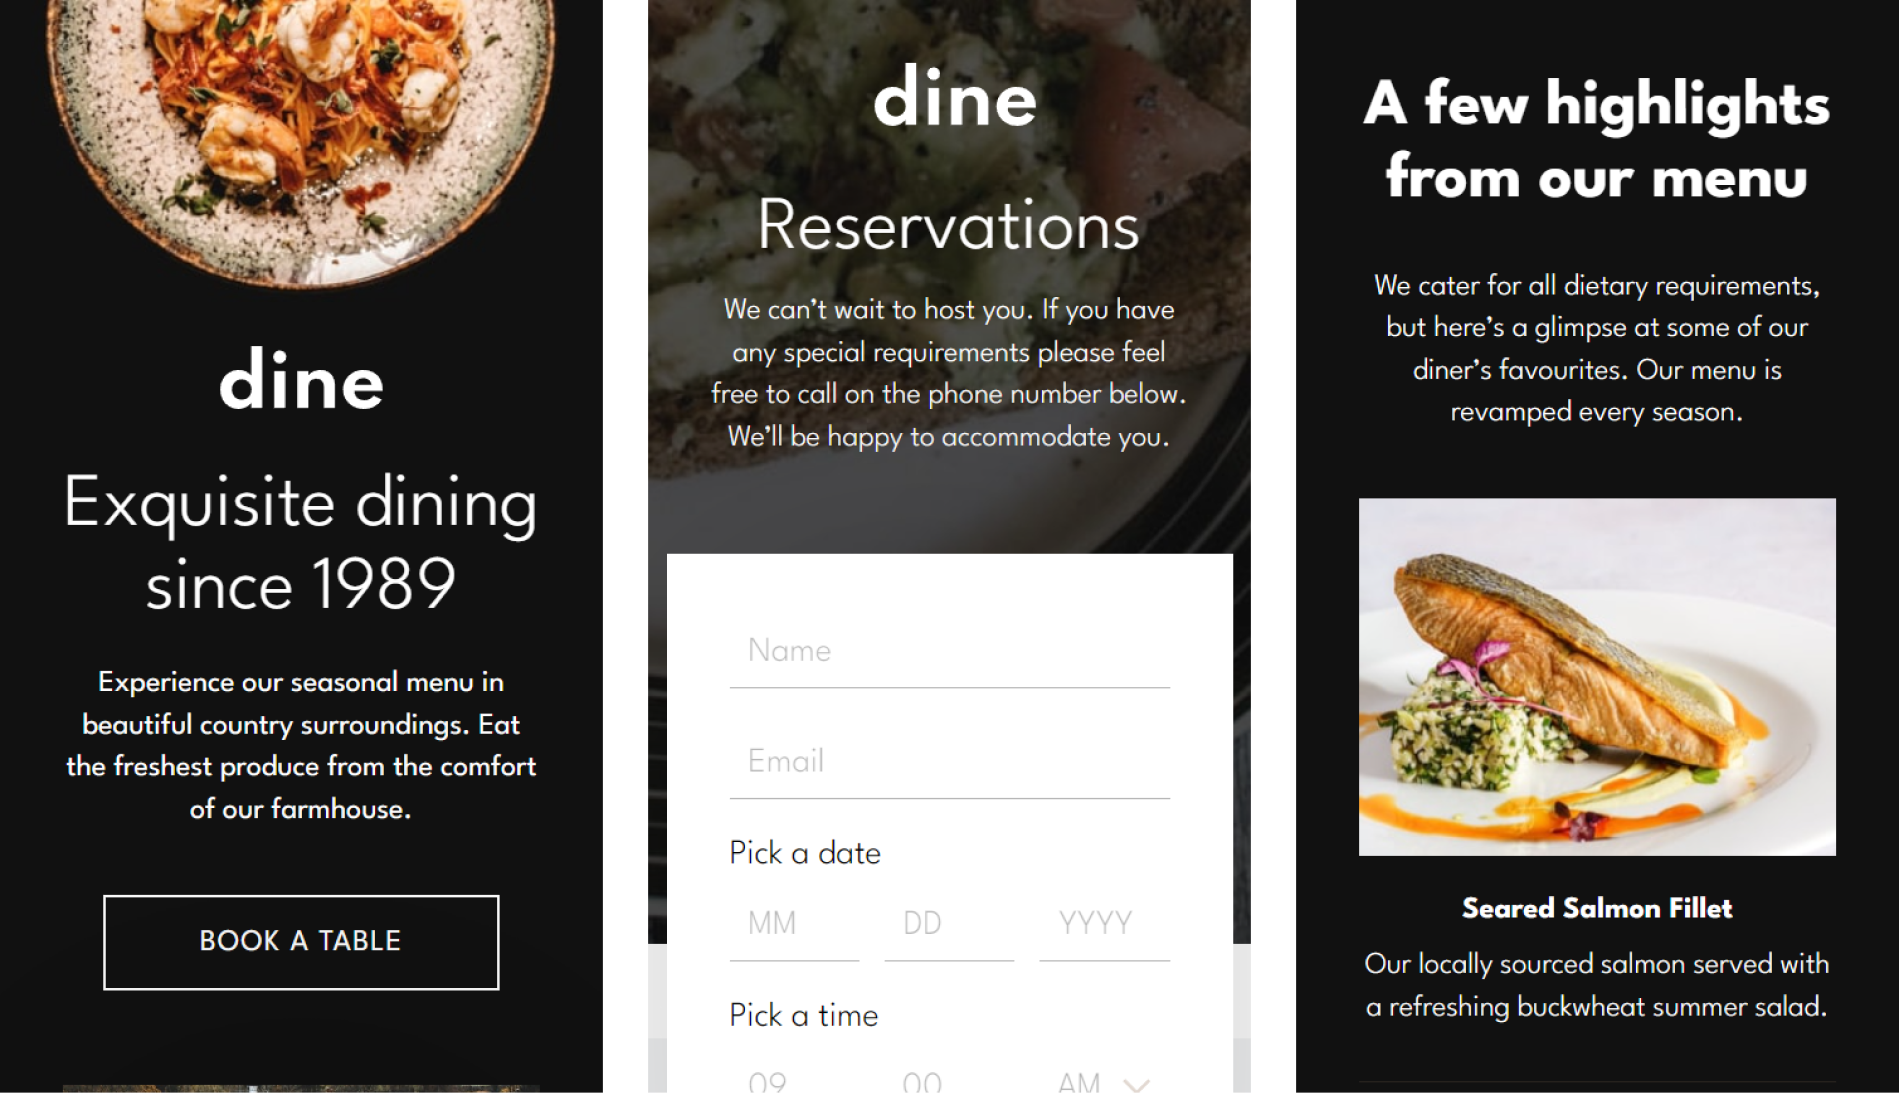 dine
Exquisite dining
since 1989
Experience our seasonal menu in
beautiful country surroundings. Eat
the freshest produce from the comfort
of our farmhouse.
BOOK A TABLE
dine
Reservations
We can’t wait to host you. If you have
any special requirements please feel
free to call on the phone number below.
We’ll be happy to accommodate you.
Name
Email
Pick a date
MM DD YYYY
Pick a time
09 00 AM
A few highlights
from our menu
We cater for all dietary requirements,
but here’s a glimpse at some of our
diner’s favourites. Our menu is
revamped every season.
Seared Salmon Fillet
Our locally sourced salmon served with
a refreshing buckwheat summer salad.